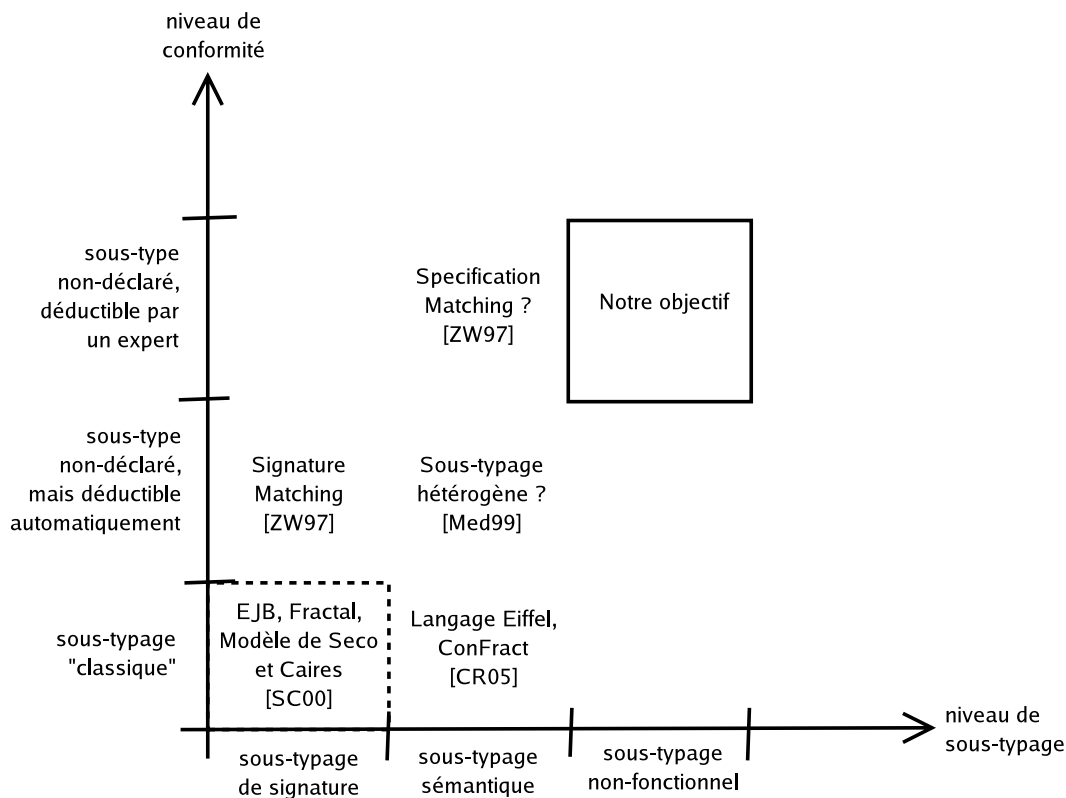 niveau de
conformité
sous-type
non-déclaré,
déductible par
un expert
Specification
Matching ?
[ZW97]
Notre objectif
sous-type
non-déclaré,
mais déductible
automatiquement
Signature
Matching
[ZW97]
Sous-typage
hétérogène ?
[Med99]
sous-typage
"classique"
EJB, Fractal,
Modèle de Seco
et Caires
[SC00]
Langage Eiffel,
ConFract
[CR05]
niveau de
sous-typage
sous-typage
de signature
sous-typage
sémantique
sous-typage
non-fonctionnel